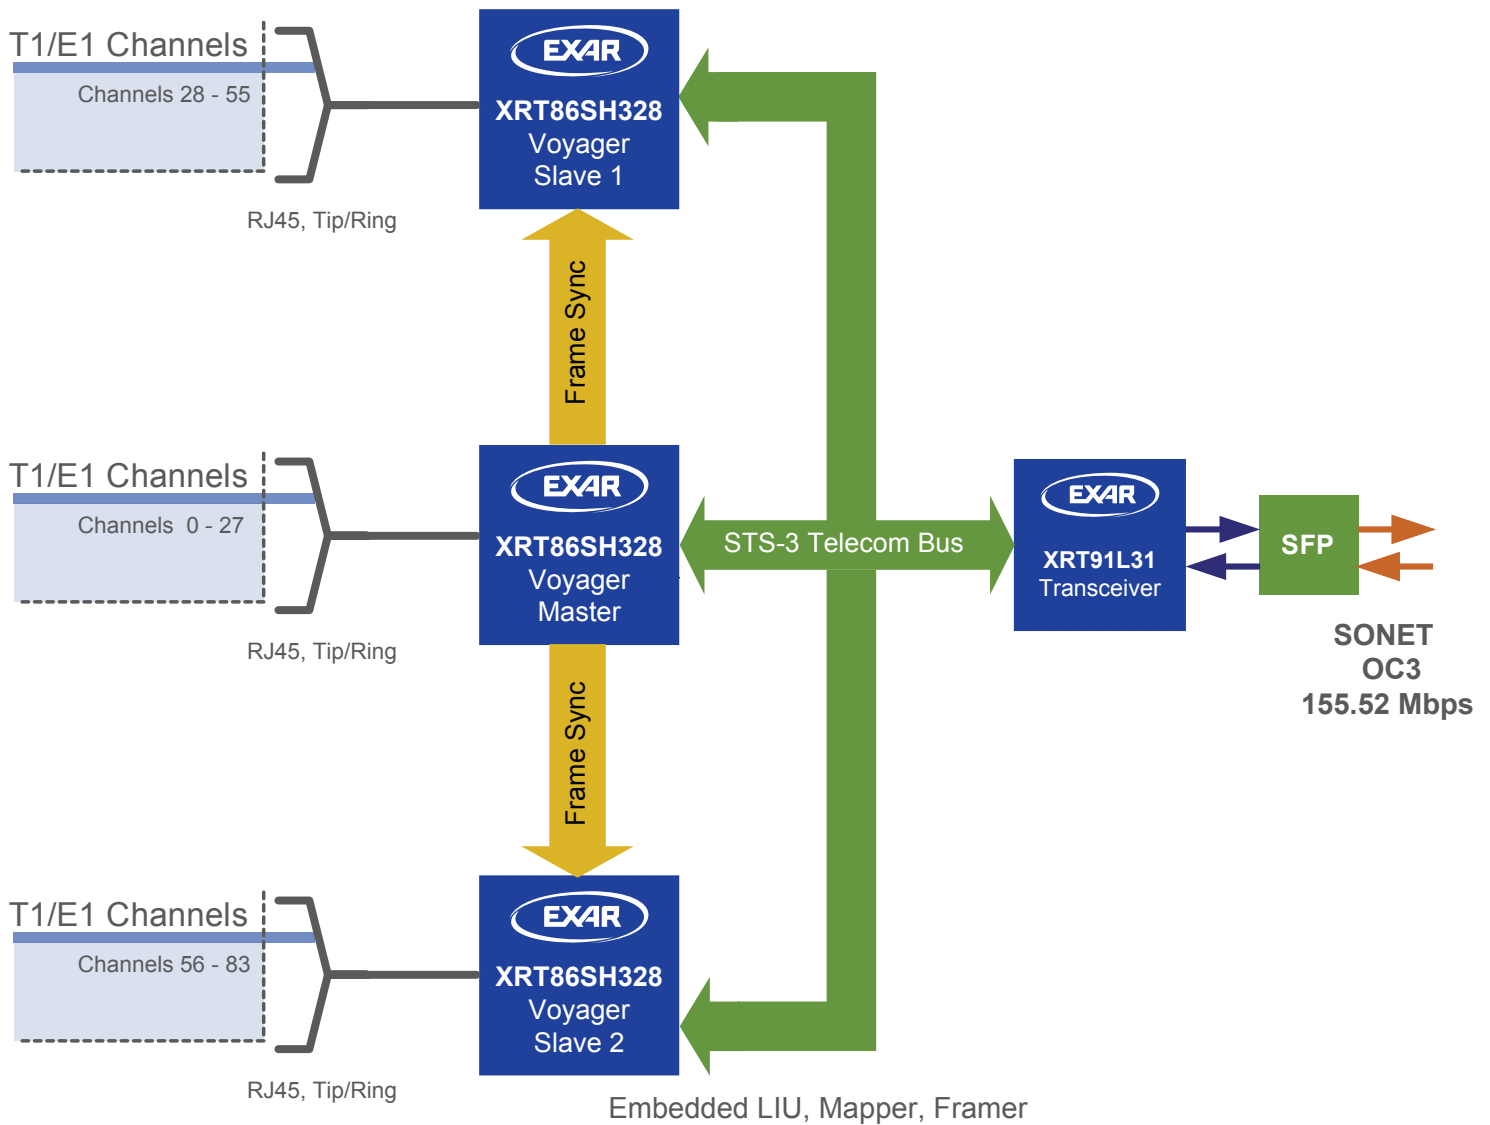 T1/E1 Channels
Channels 28 - 55
RJ45, Tip/Ring
EXAR
XRT86SH328
Voyager
Slave 1
Frame Sync
T1/E1 Channels
Channels 0 - 27
RJ45, Tip/Ring
EXAR
XRT86SH328
Voyager
Master
STS-3 Telecom Bus
EXAR
XRT91L31
Transceiver
SFP
SONET
OC3
155.52 Mbps
Frame Sync
T1/E1 Channels
Channels 56 - 83
RJ45, Tip/Ring
EXAR
XRT86SH328
Voyager
Slave 2
Embedded LIU, Mapper, Framer